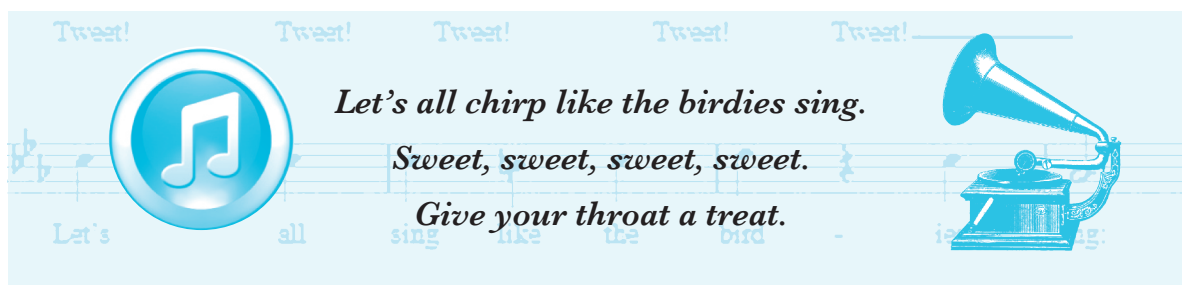 Tweet! Tweet! Tweet! Tweet! Tweet!
Let’s all chirp like the birdies sing.
Sweet, sweet, sweet, sweet.
Give your throat a treat.
Let's all sing like the bird -